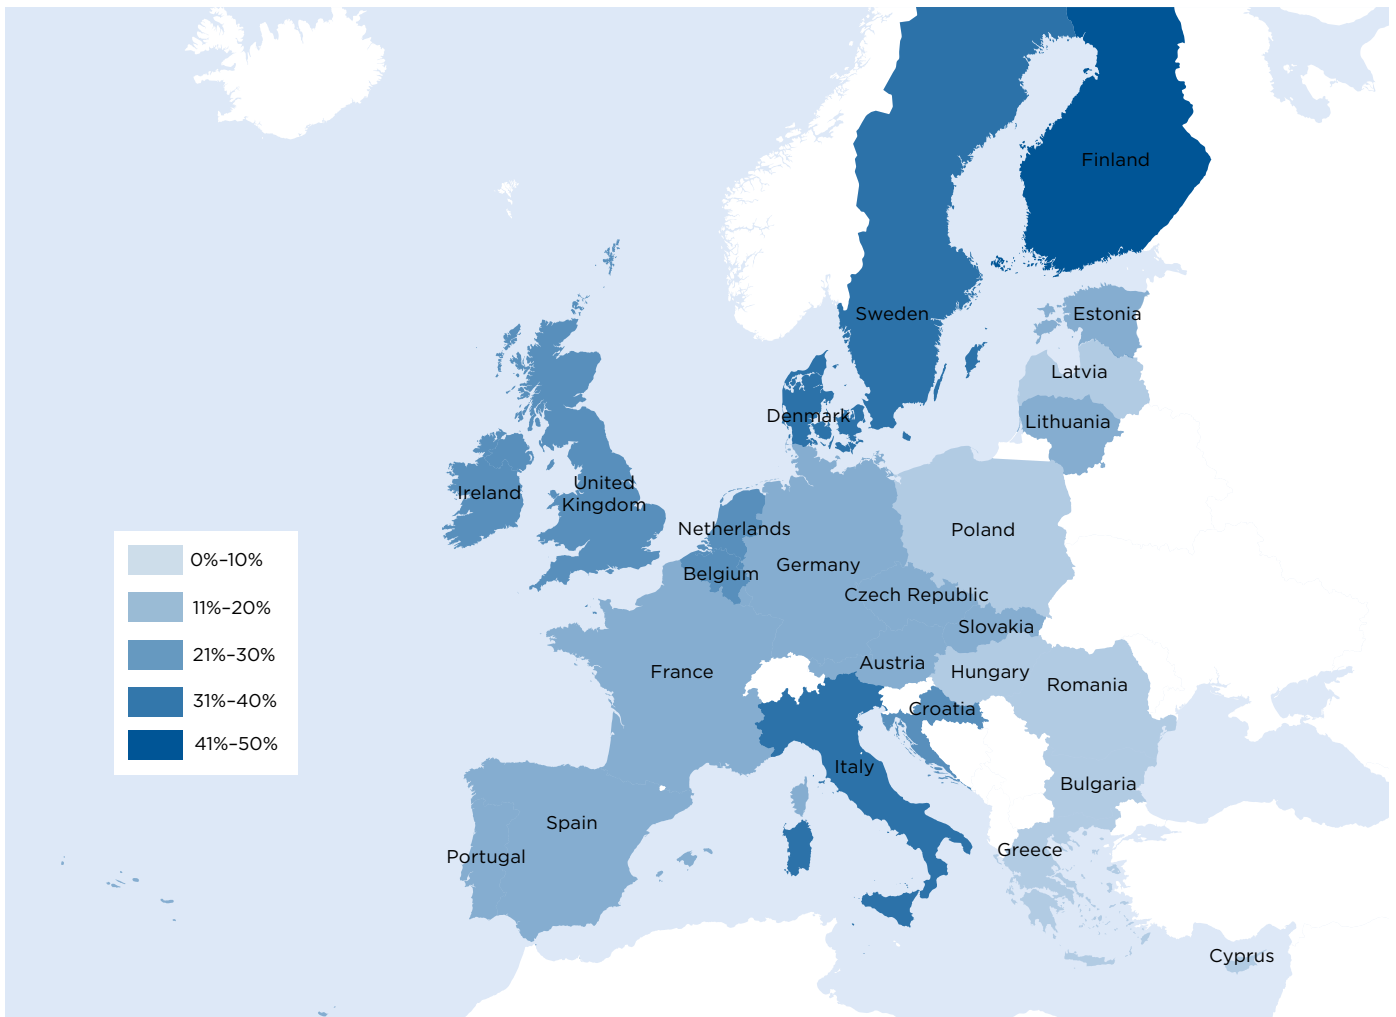 Finland
Sweden
Estonia
Latvia
Denmark
Lithuania
Ireland
United
Kingdom
Netherlands
Poland
Belgium
Germany
Czech Republic
Slovakia
France
Austria
Hungary
Romania
Croatia
Italy
Bulgaria
Spain
Portugal
Greece
Cyprus
0%–10%
11%–20%
21%–30%
31%–40%
41%–50%